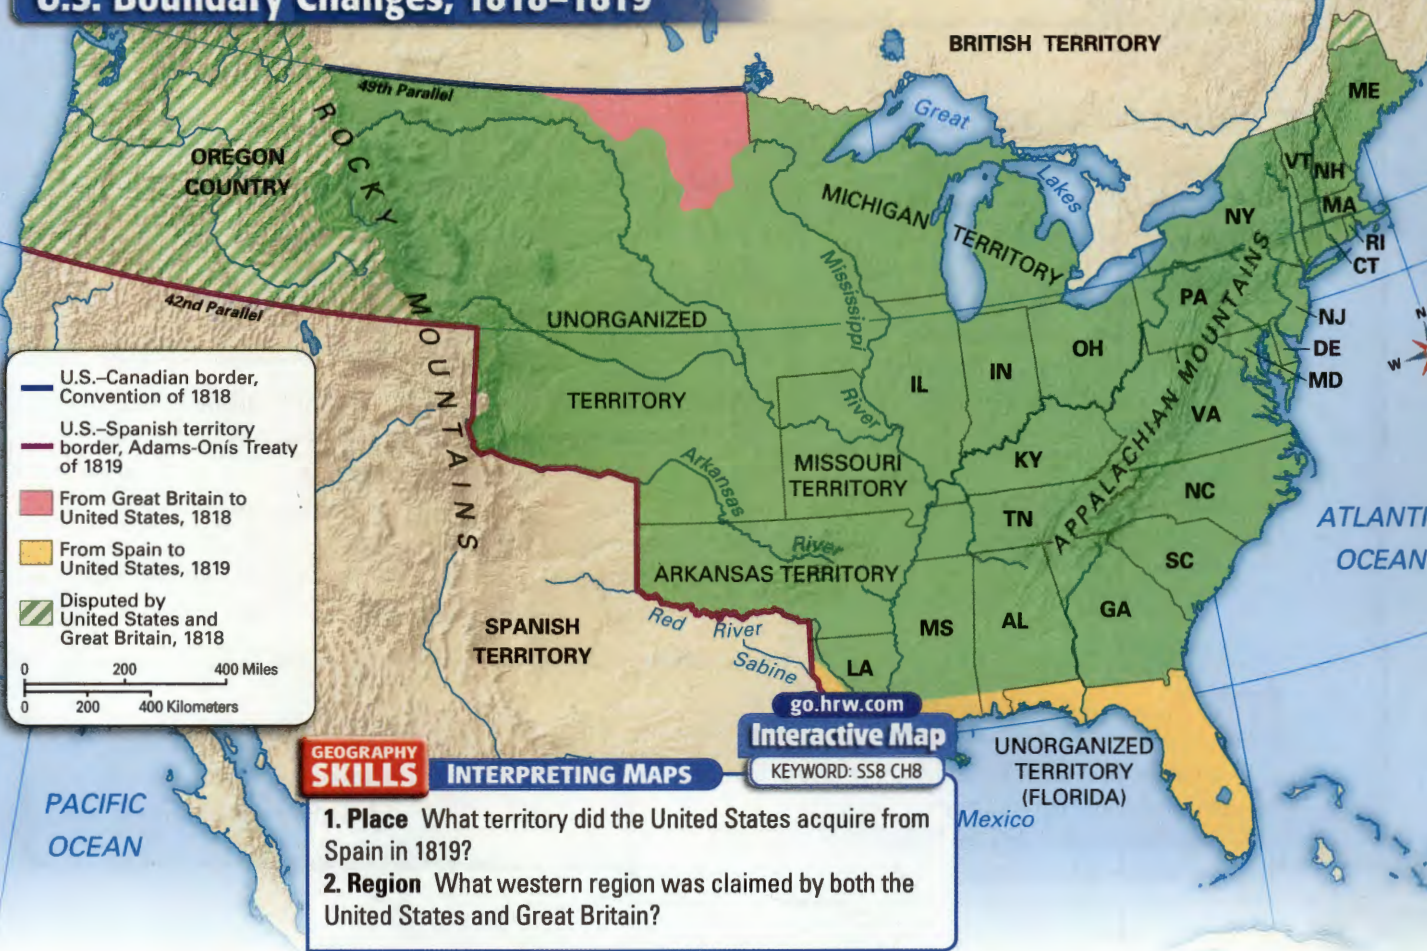 U.S. Boundary Changes, 1818–1819
BRITISH TERRITORY
49th Parallel
Great
Lakes
ROCKY
MOUNTAINS
OREGON
COUNTRY
42nd Parallel
UNORGANIZED
TERRITORY
MICHIGAN
TERRITORY
Mississippi
River
ME
VT
NH
MA
NY
RI
CT
PA
NJ
DE
MD
OH
IN
IL
VA
KY
APPALACHIAN MOUNTAINS
MISSOURI
TERRITORY
Arkansas
River
NC
TN
SC
ARKANSAS TERRITORY
MS
AL
GA
LA
N
W
ATLANTI
OCEAN
SPANISH
TERRITORY
Red River
Sabine
U.S.–Canadian border,
Convention of 1818
U.S.–Spanish territory
border, Adams-Onís Treaty
of 1819
From Great Britain to
United States, 1818
From Spain to
United States, 1819
Disputed by
United States and
Great Britain, 1818
0 200 400 Miles
0 200 400 Kilometers
UNORGANIZED
TERRITORY
(FLORIDA)
Mexico
PACIFIC
OCEAN
go.hrw.com
Interactive Map
KEYWORD: SS8 CH8
GEOGRAPHY
SKILLS
INTERPRETING MAPS
1. Place What territory did the United States acquire from
Spain in 1819?
2. Region What western region was claimed by both the
United States and Great Britain?